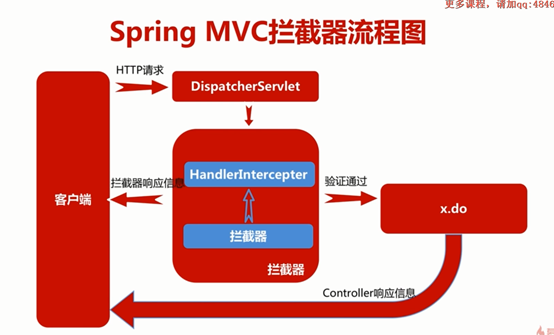 更多课程，请加qq:4846
Spring MVC拦截器流程图
HTTP请求
DispatcherServlet
HandlerIntercepter
拦截器响应信息
验证通过
客户端
x.do
拦截器
拦截器
Controller响应信息